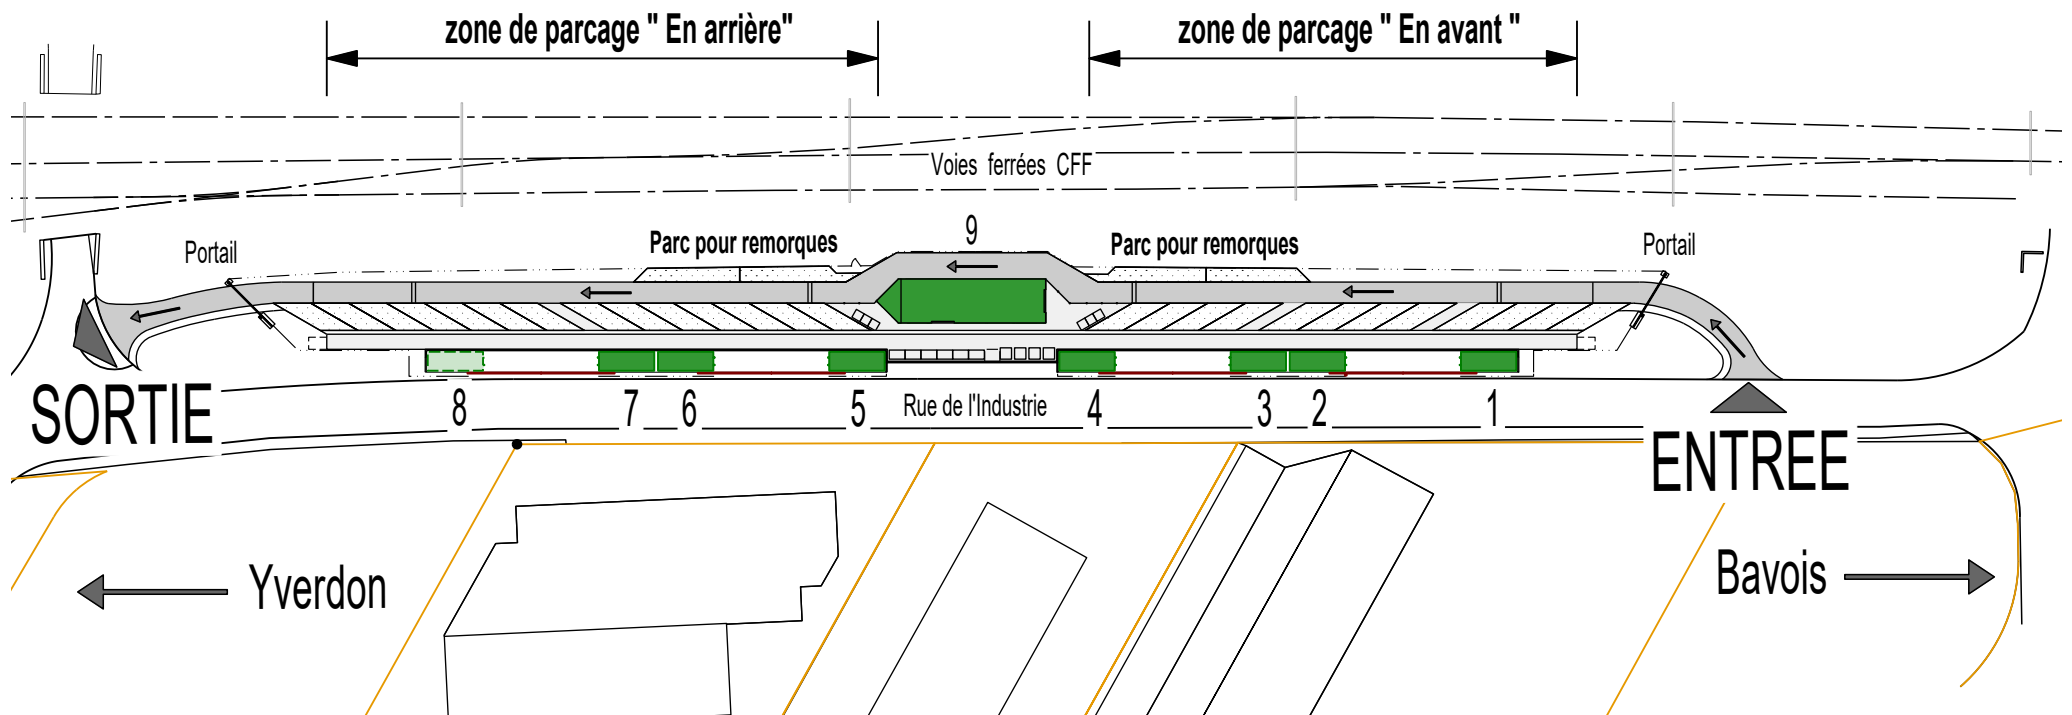 zone de parcage " En arrière"
zone de parcage " En avant "
Voies ferrées CFF
Portail
Parc pour remorques
9
Parc pour remorques
Portail
SORTIE
8
7
6
5
Rue de l'Industrie
4
3
2
1
ENTREE
Yverdon
Bavois